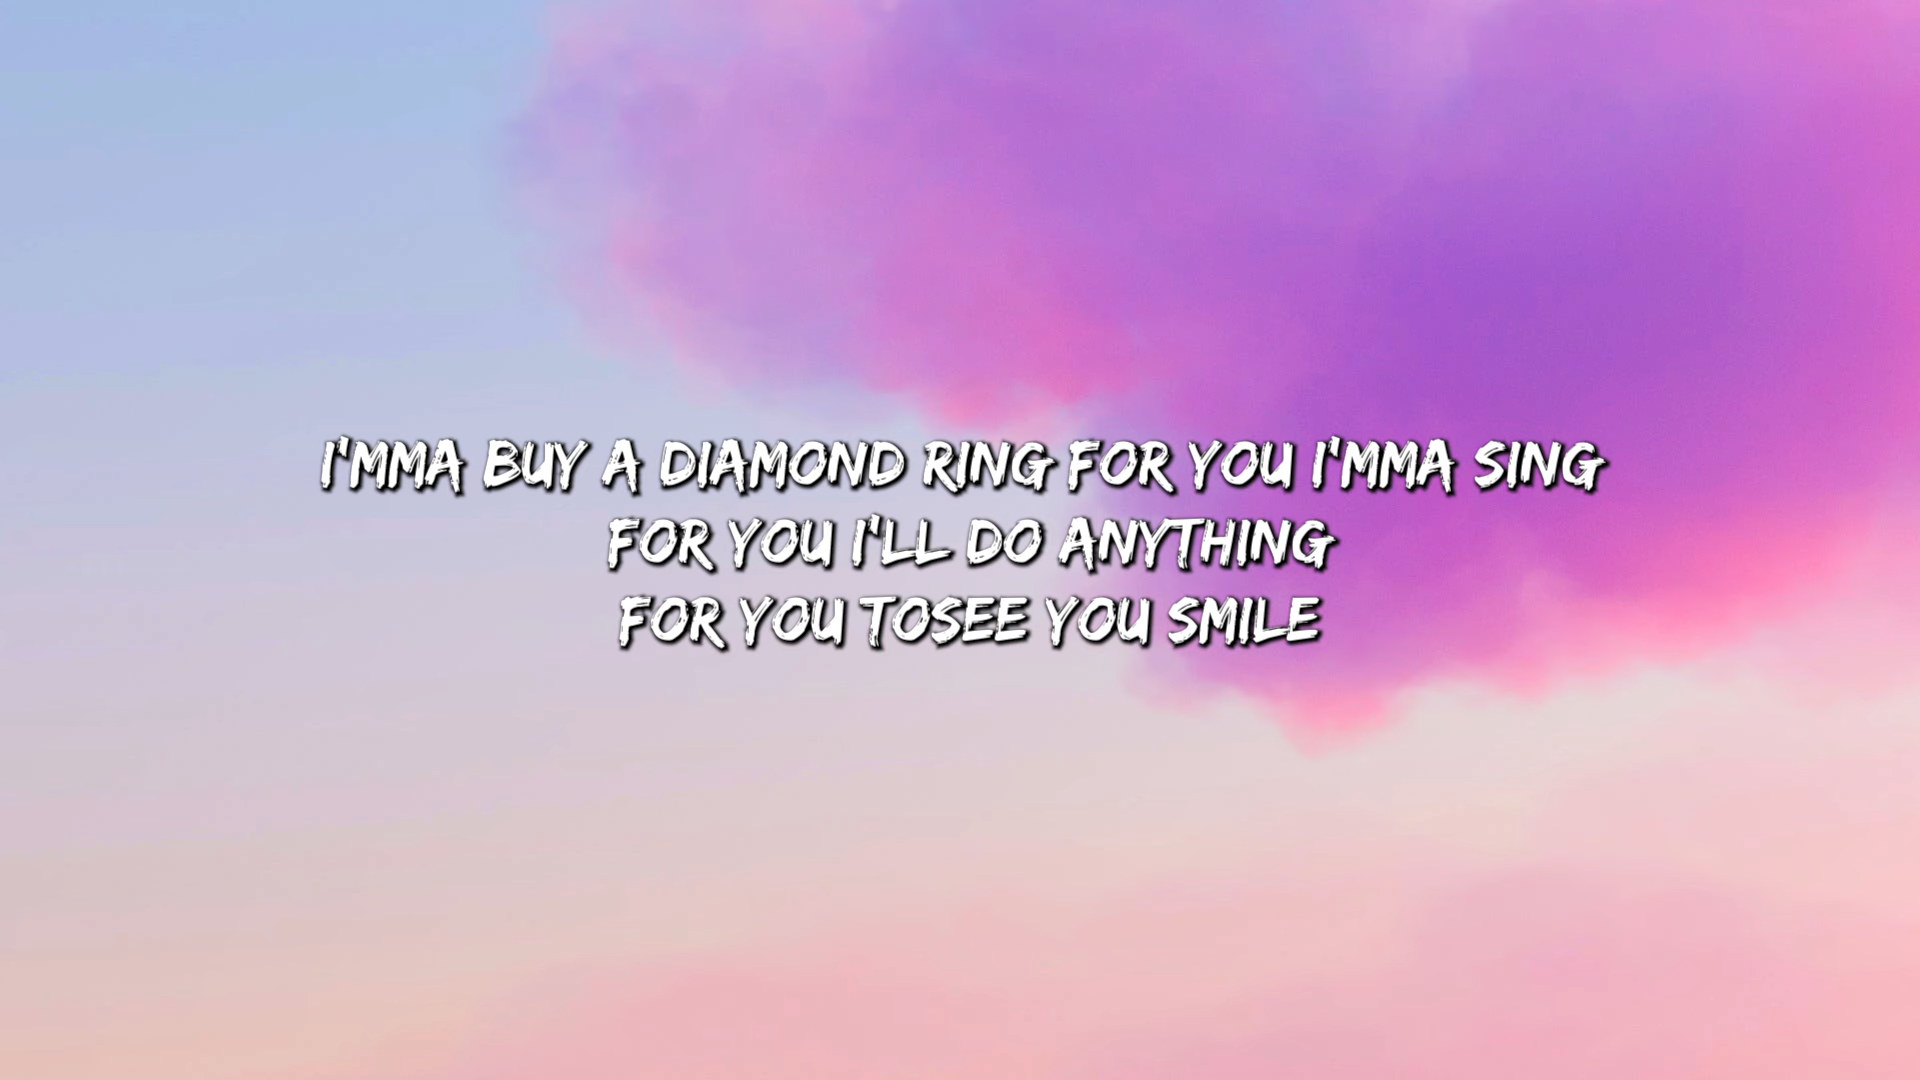 I'MMA BUY A DIAMOND RING FOR YOU I'MMA SING
FOR YOU I'LL DO ANYTHING
FOR YOU TOSEE YOU SMILE